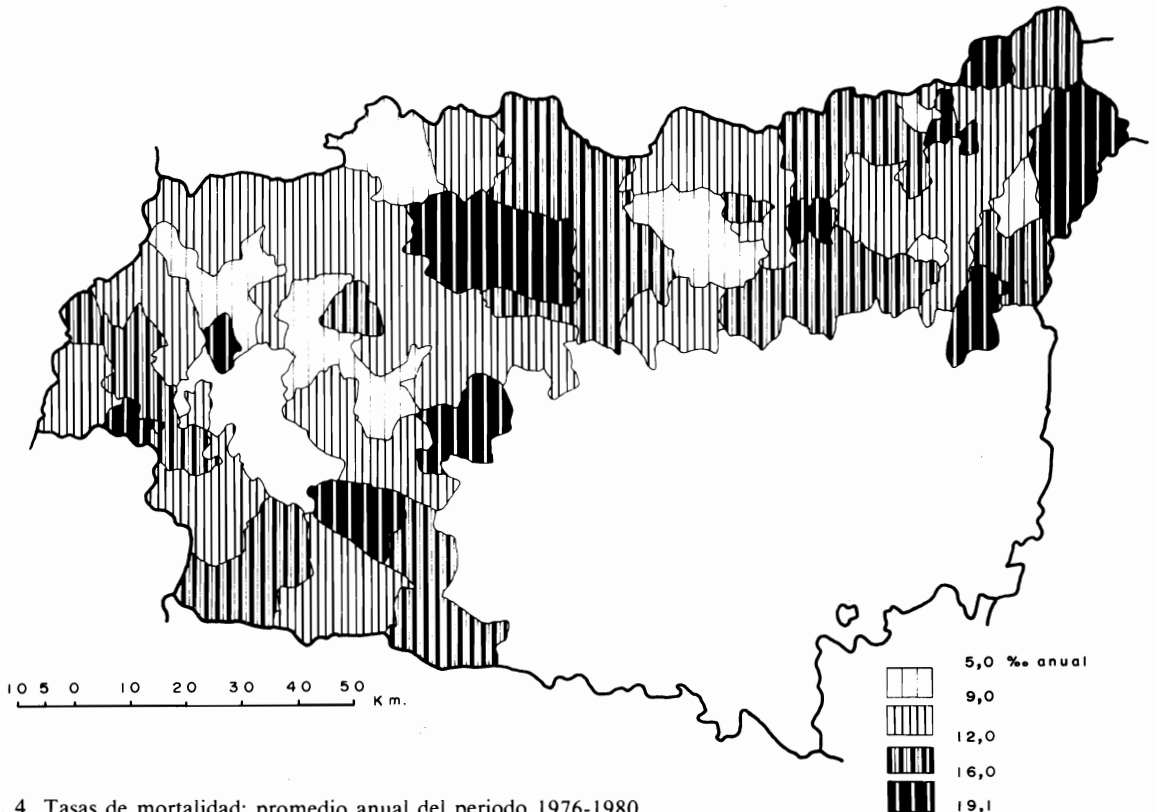 10 5 0 10 20 30 40 50 Km.
5,0 ‰ anual
9,0
12,0
16,0
19,1
4 Tasas de mortalidad: promedio anual del periodo 1976-1980